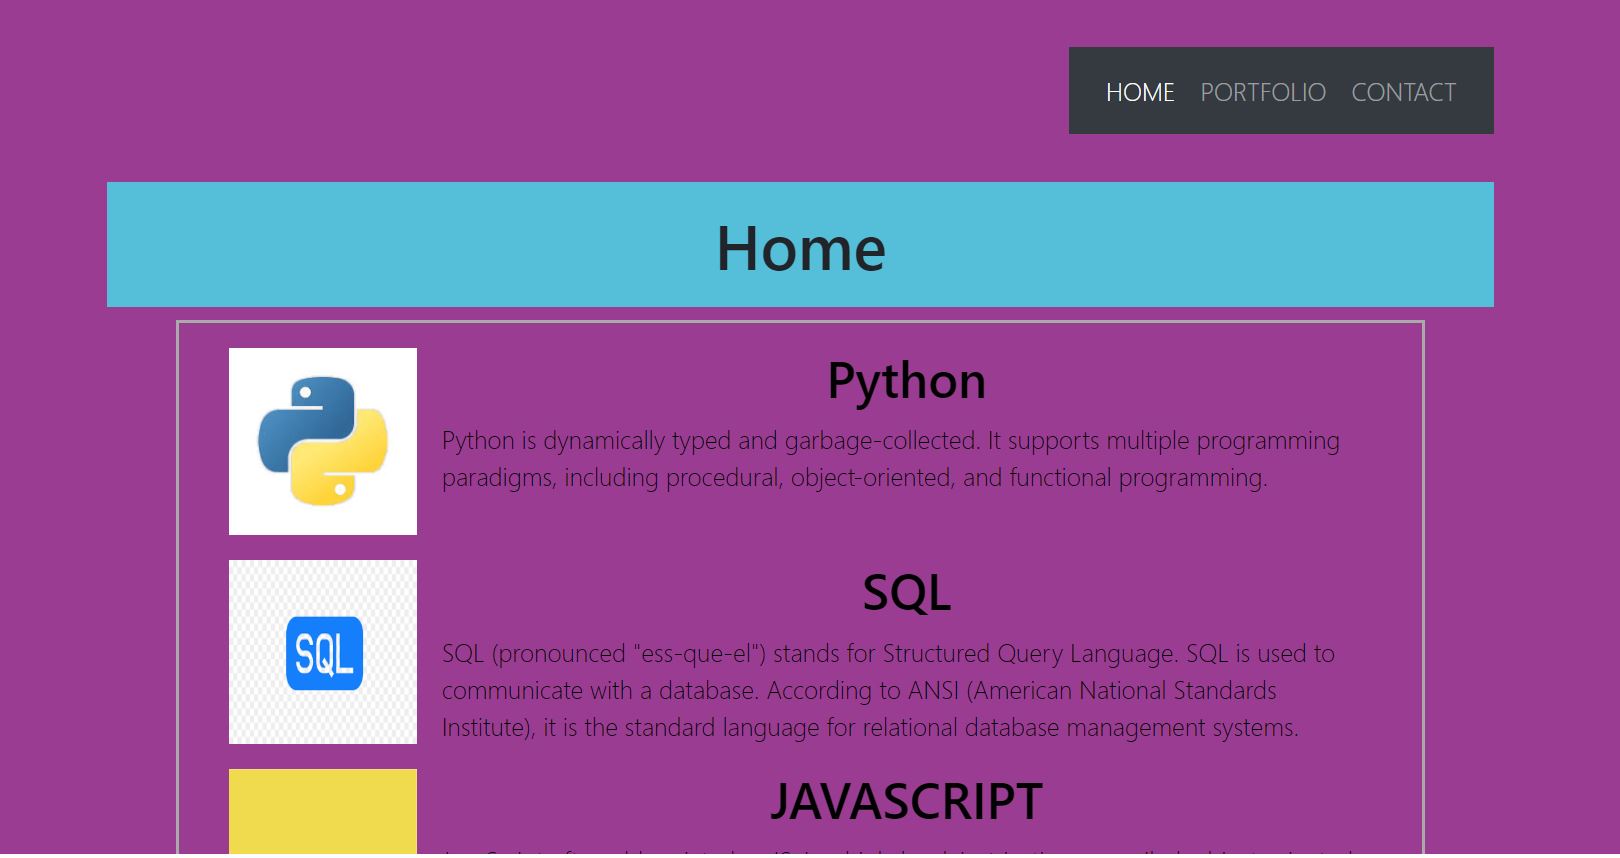 HOME PORTFOLIO CONTACT
Home
Python
Python is dynamically typed and garbage-collected. It supports multiple programming
paradigms, including procedural, object-oriented, and functional programming.
SQL
SQL
SQL (pronounced "ess-que-el") stands for Structured Query Language. SQL is used to
communicate with a database. According to ANSI (American National Standards
Institute), it is the standard language for relational database management systems.
JAVASCRIPT